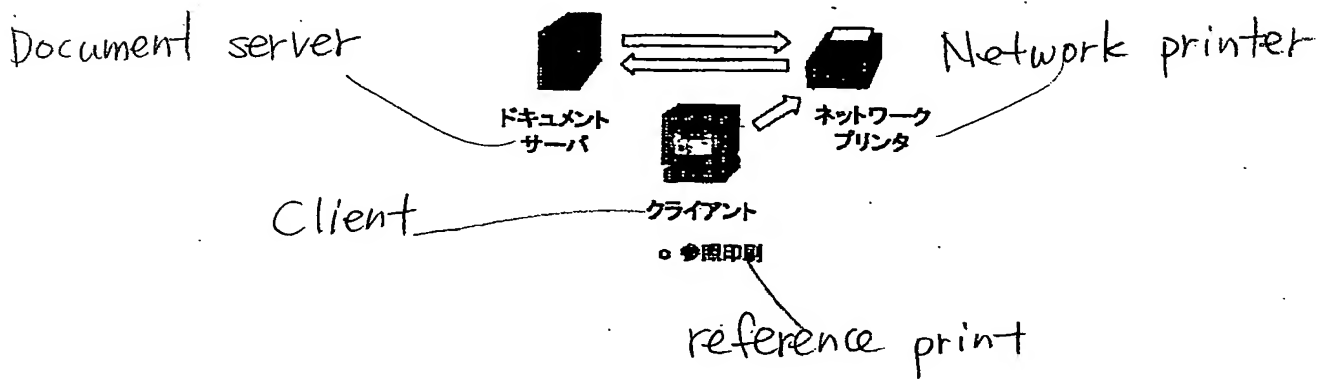 Document server
Network printer
ドキュメント
サーバ
ネットワーク
プリンタ
Client
クライアント
o 参照印刷
reference print